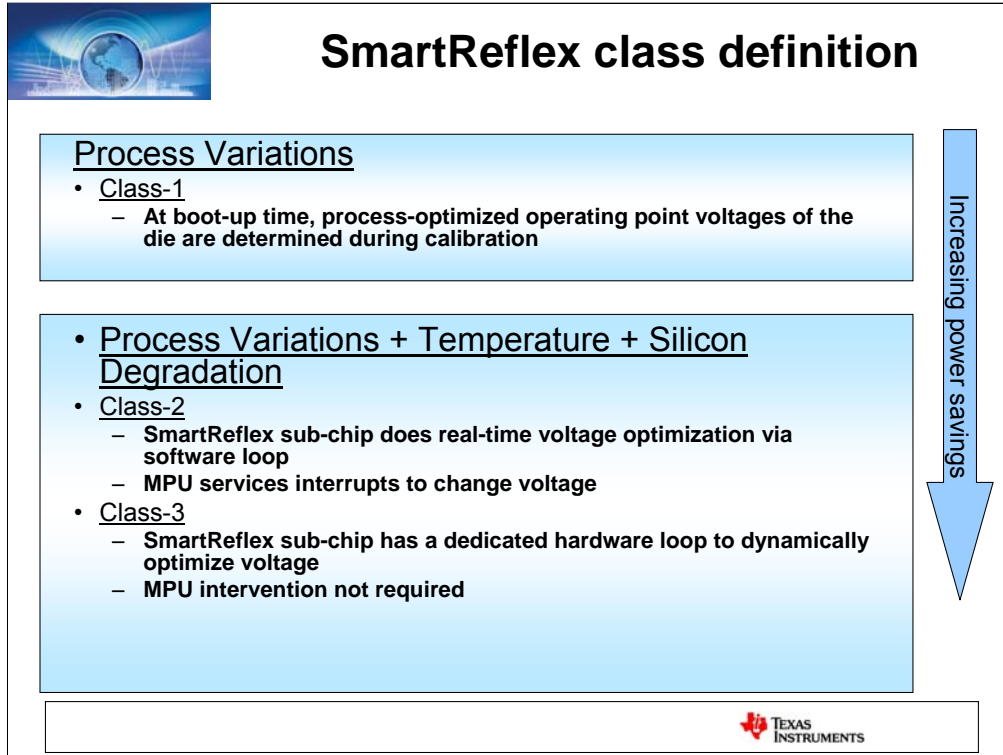 SmartReflex class definition
Process Variations
• Class-1
– At boot-up time, process-optimized operating point voltages of the
die are determined during calibration
• Process Variations + Temperature + Silicon
Degradation
• Class-2
– SmartReflex sub-chip does real-time voltage optimization via
software loop
– MPU services interrupts to change voltage
• Class-3
– SmartReflex sub-chip has a dedicated hardware loop to dynamically
optimize voltage
– MPU intervention not required
Increasing power savings
TEXAS
INSTRUMENTS